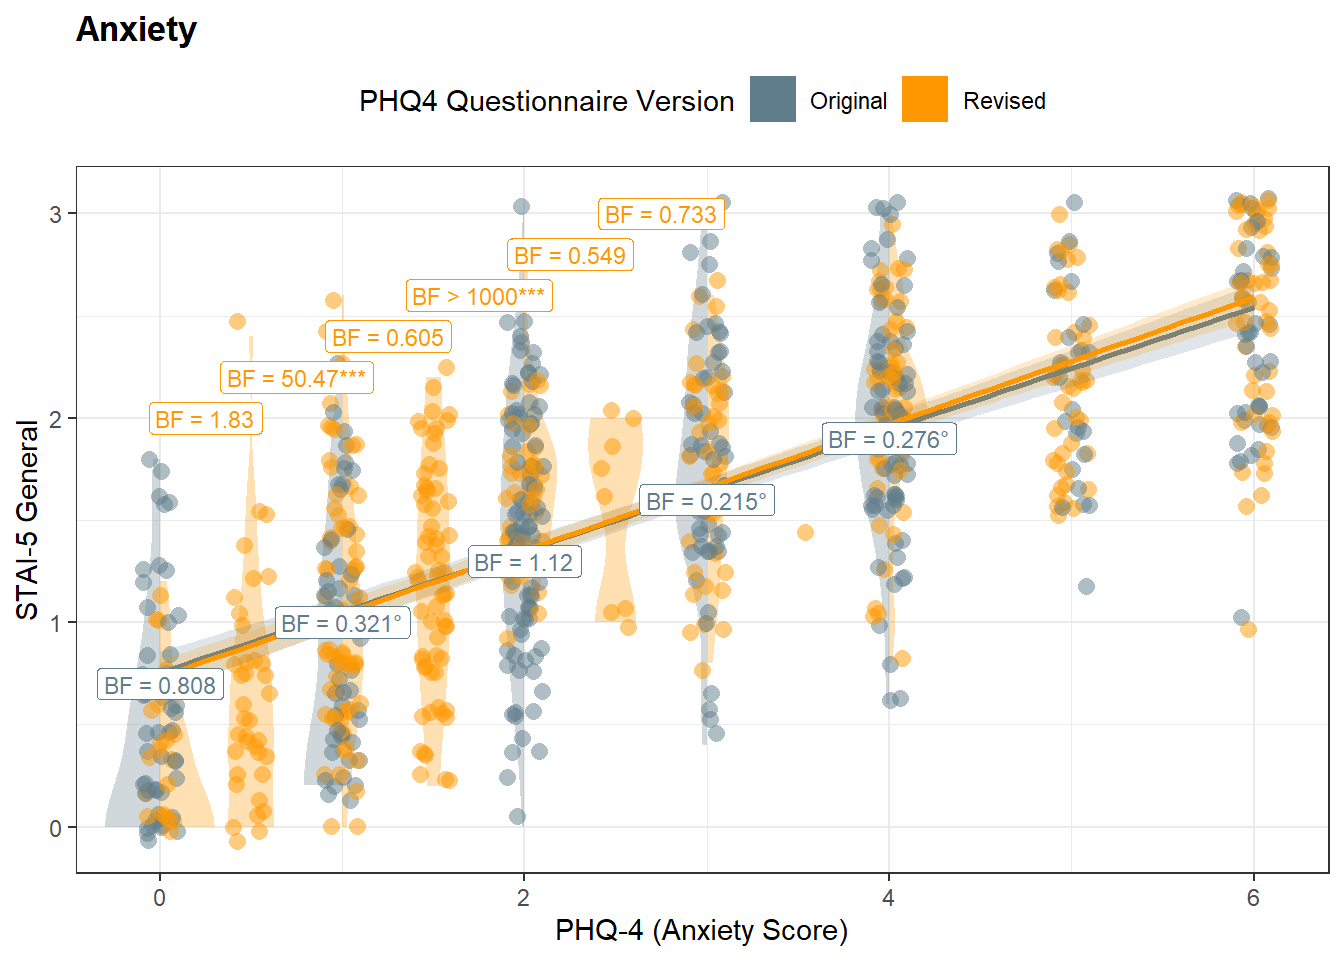 Anxiety
PHQ4 Questionnaire Version Original Revised
STAI-5 General
3
2
1
0
BF = 0.733
BF = 0.549
BF > 1000***
BF = 0.605
BF = 50.47***
BF = 1.83
BF = 0.276°
BF = 0.215°
BF = 1.12
BF = 0.321°
BF = 0.808
0 2 4 6
PHQ-4 (Anxiety Score)